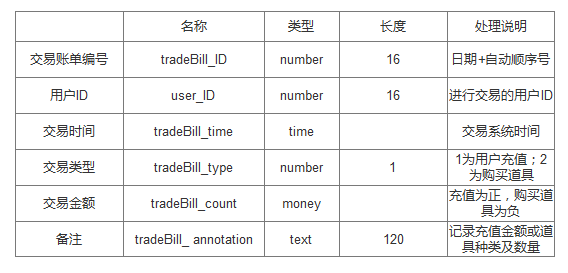 名称 类型 长度 处理说明
交易账单编号 tradeBill_ID number 16 日期+自动顺序号
用户ID user_ID number 16 进行交易的用户ID
交易时间 tradeBill_time time 交易系统时间
交易类型 tradeBill_type number 1 1为用户充值；2
为购买道具
交易金额 tradeBill_count money 充值为正，购买道
具为负
备注 tradeBill_ annotation text 120 记录充值金额或道
具种类及数量